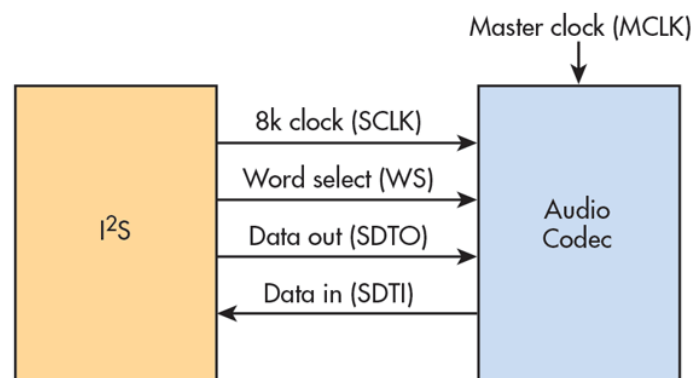 Master clock (MCLK)
8k clock (SCLK)
Word select (WS)
I²S
Data out (SDTO)
Data in (SDTI)
Audio
Codec